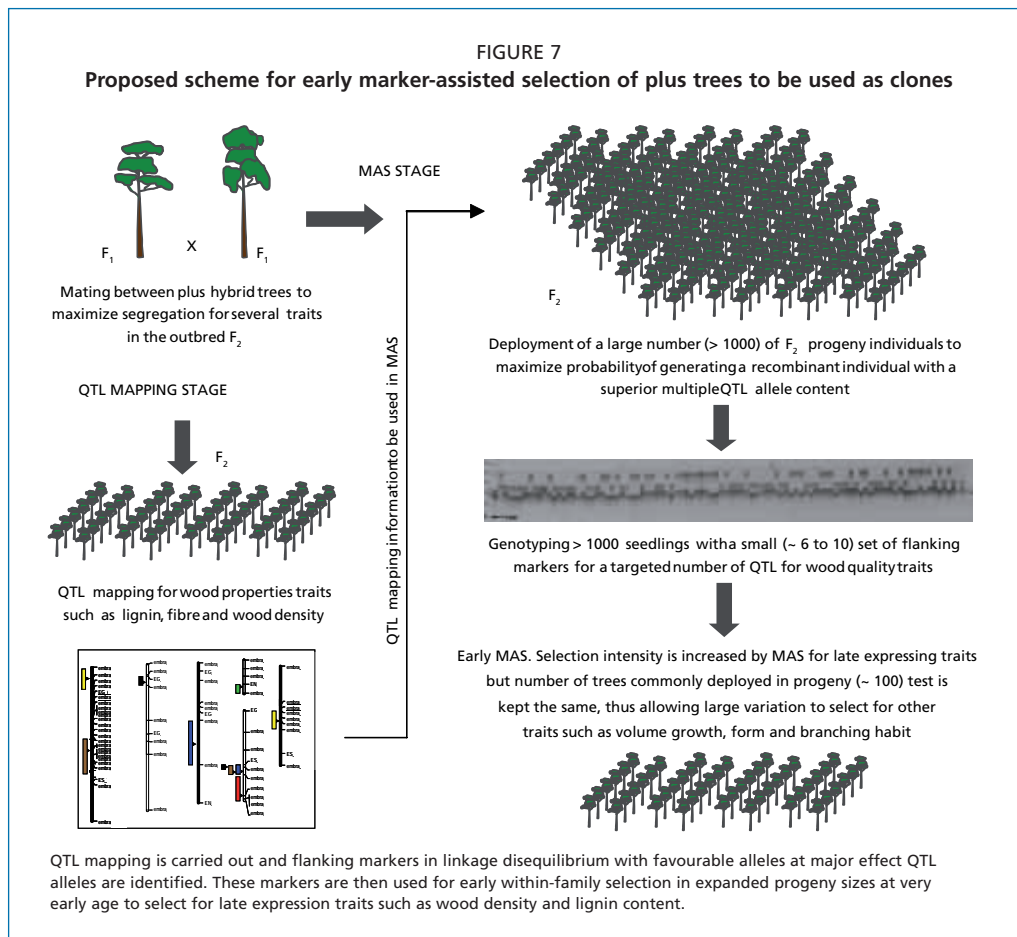 FIGURE 7
Proposed scheme for early marker-assisted selection of plus trees to be used as clones
F1
X
F1
Mating between plus hybrid trees to
maximize segregation for several traits
in the outbred F2
QTL MAPPING STAGE
F2
QTL mapping for wood properties traits
such as lignin, fibre and wood density
QTL mapping information to be used in MAS
MAS STAGE
F2
Deployment of a large number (> 1000) of F2 progeny individuals to
maximize probability of generating a recombinant individual with a
superior multiple QTL allele content
Genotyping > 1000 seedlings with a small (~ 6 to 10) set of flanking
markers for a targeted number of QTL for wood quality traits
Early MAS. Selection intensity is increased by MAS for late expressing traits
but number of trees commonly deployed in progeny (~ 100) test is
kept the same, thus allowing large variation to select for other
traits such as volume growth, form and branching habit
QTL mapping is carried out and flanking markers in linkage disequilibrium with favourable alleles at major effect QTL
alleles are identified. These markers are then used for early within-family selection in expanded progeny sizes at very
early age to select for late expression traits such as wood density and lignin content.